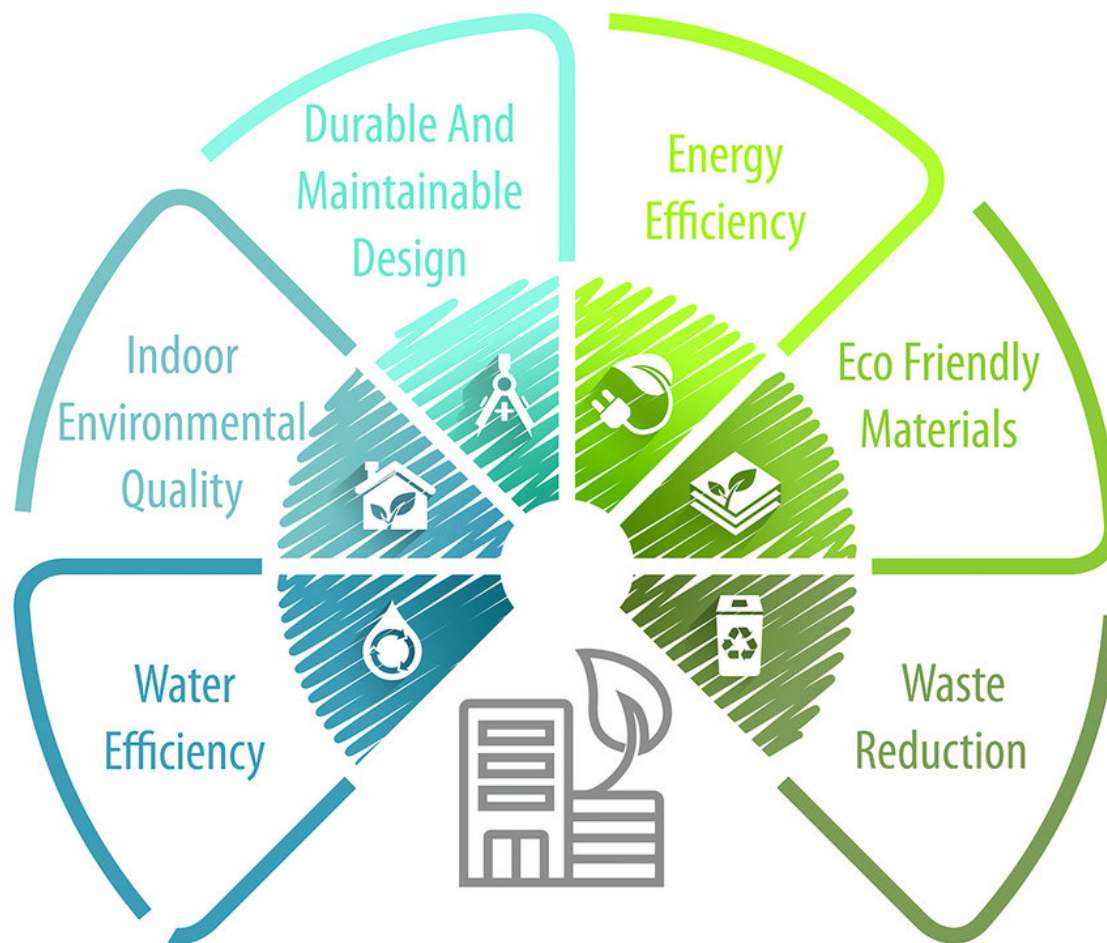 Durable And
Maintainable
Design
Energy
Efficiency
Indoor
Environmental
Quality
Eco Friendly
Materials
Water
Efficiency
Waste
Reduction